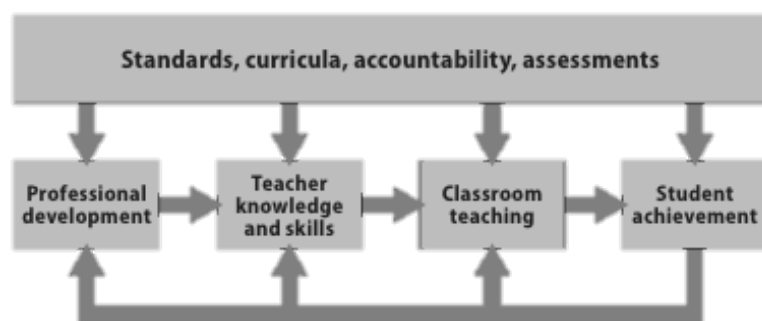 Standards, curricula, accountability, assessments
Professional
development
Teacher
knowledge
and skills
Classroom
teaching
Student
achievement